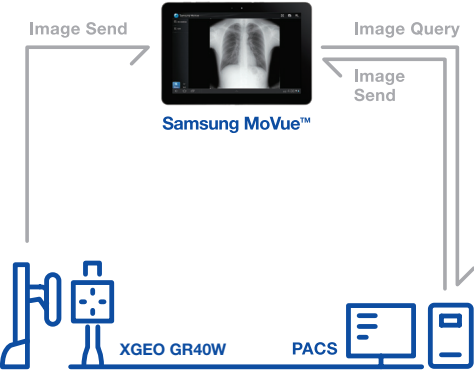 Image Send
Image Query
Image
Send
Samsung MoVue™
XGEO GR40W
PACS